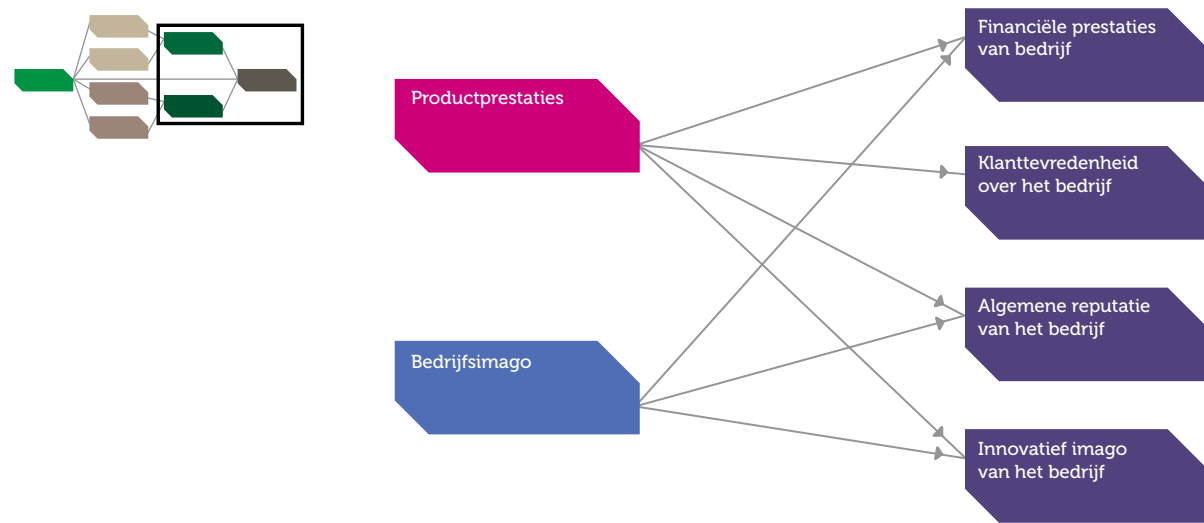 Productprestaties
Bedrijfsimago
Financiële prestaties
van bedrijf
Klanttevredenheid
over het bedrijf
Algemene reputatie
van het bedrijf
Innovatief imago
van het bedrijf